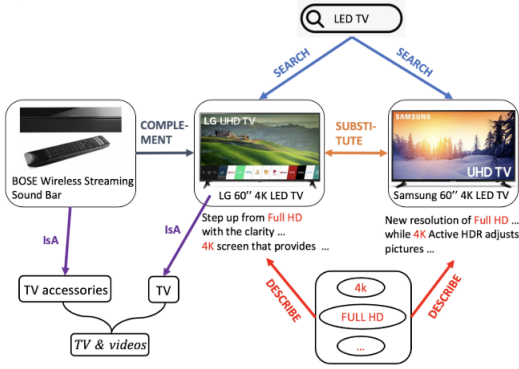 LED TV
SEARCH
SEARCH
LG UHD TV
SAMSUNG
UHD TV
COMPLE-
MENT
SUBSTI-
TUTE
BOSE Wireless Streaming
Sound Bar
LG 60’’ 4K LED TV
Samsung 60’’ 4K LED TV
Step up from Full HD
with the clarity ...
4K screen that provides ...
New resolution of Full HD ...
while 4K Active HDR adjusts
pictures ...
IsA
IsA
TV accessories
TV
TV & videos
DESCRIBE
DESCRIBE
4k
FULL HD
...